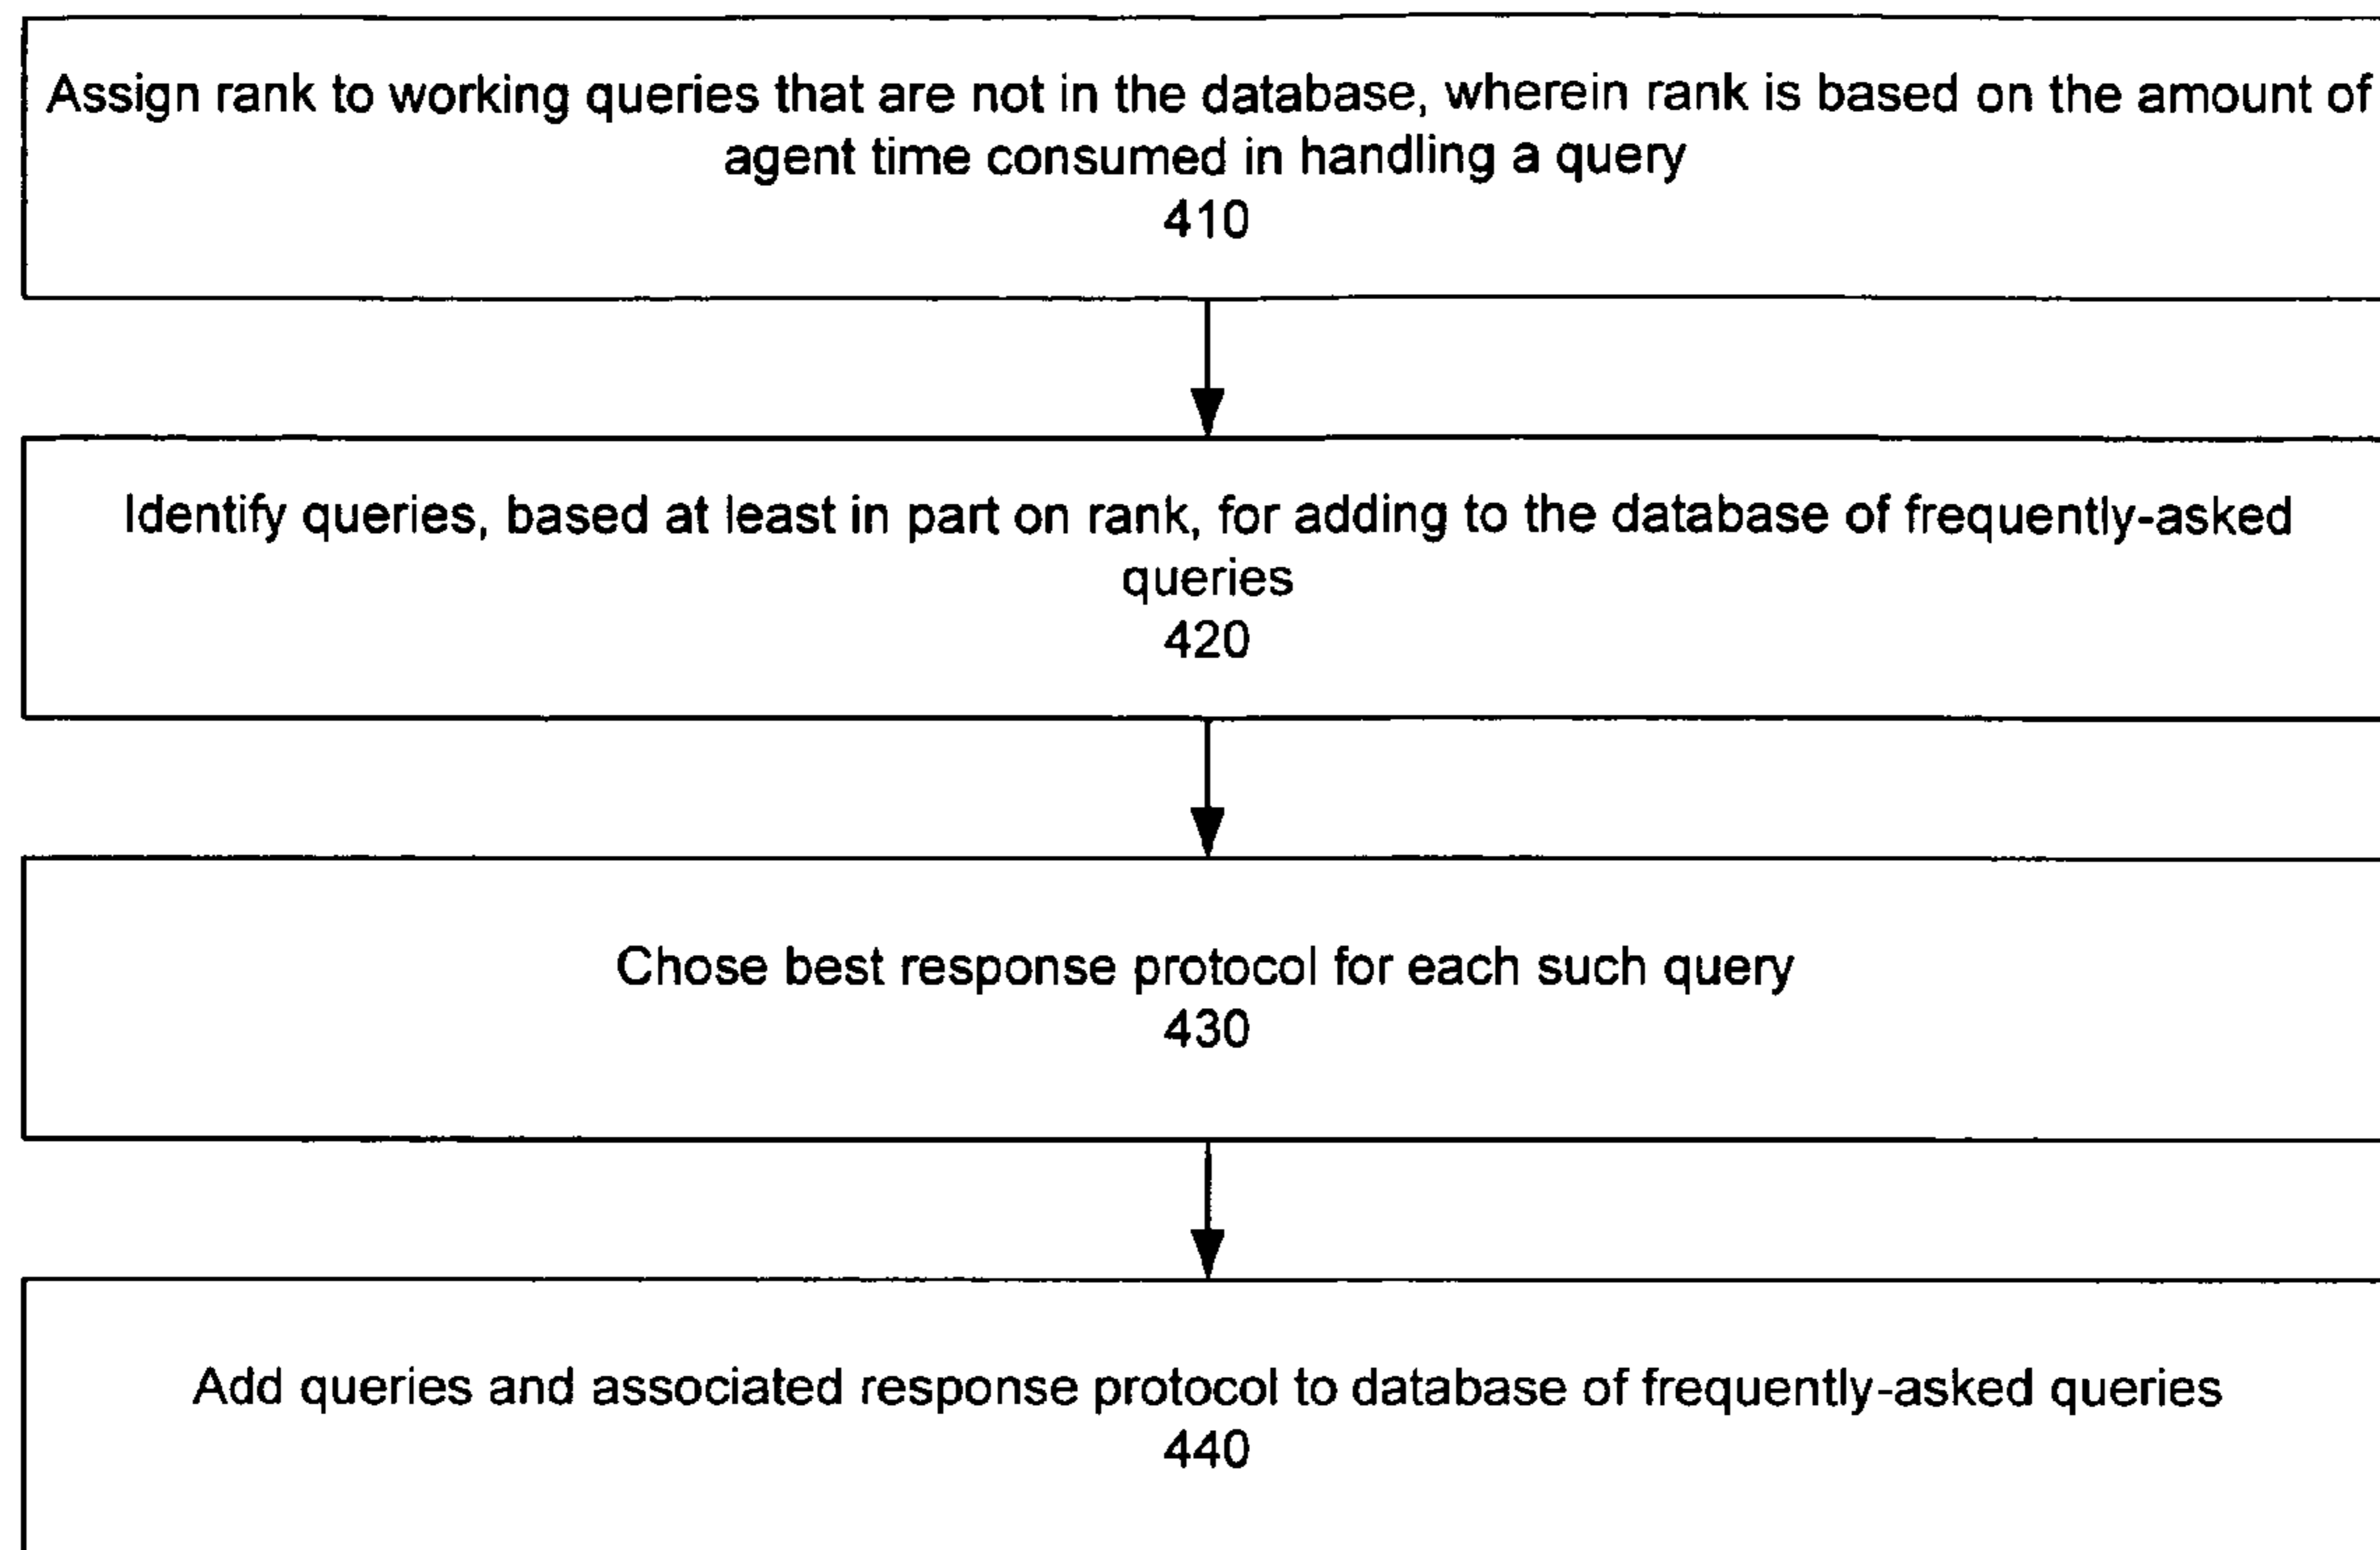 Assign rank to working queries that are not in the database, wherein rank is based on the amount of
agent time consumed in handling a query
410
Identify queries, based at least in part on rank, for adding to the database of frequently-asked
queries
420
Chose best response protocol for each such query
430
Add queries and associated response protocol to database of frequently-asked queries
440